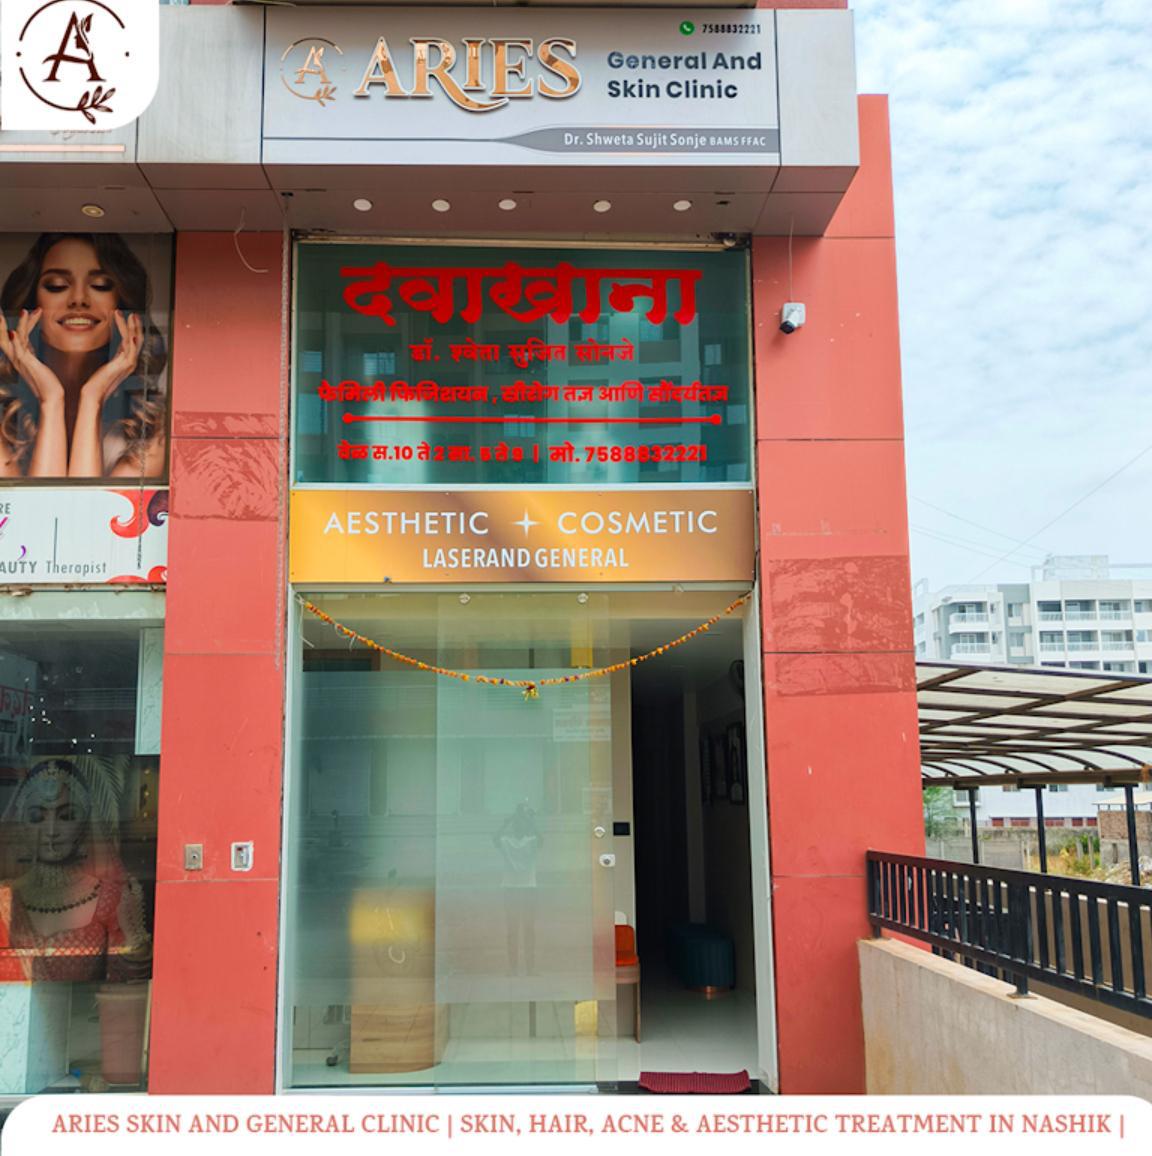 A
7588832221
A ARIES General And
Skin Clinic
Dr. Shweta Sujit Sonje BAMS FFAC
दवाखाना
डॉ. श्वेता सुजित सोनजे
फॅमिली फिजिशियन, स्त्रीरोग तज्ञ आणि सौंदर्यतज्ञ
वेळ स.10 ते 2 सा. 5 ते 9 | मो. 7588832221
RE
AUTY Therapist
AESTHETIC COSMETIC
LASERAND GENERAL
ARIES SKIN AND GENERAL CLINIC | SKIN, HAIR, ACNE & AESTHETIC TREATMENT IN NASHIK |